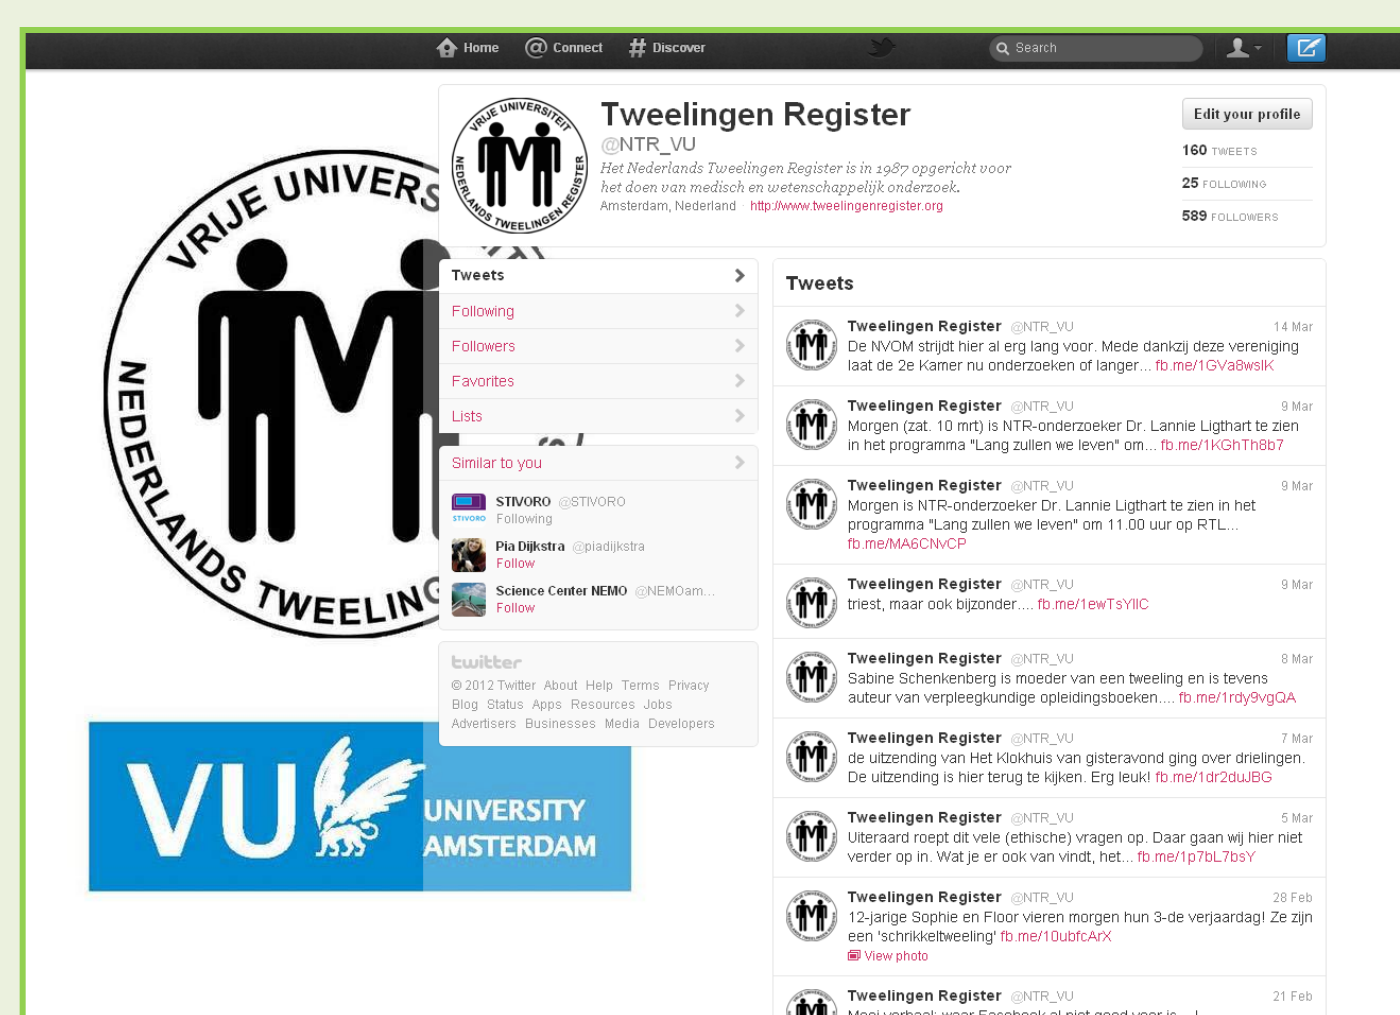 Home
Connect
Discover
Search
VRIJE UNIVERSITEIT
NEDERLANDS TWEELINGEN REGISTER
Tweelingen Register
@NTR_VU
Het Nederlands Tweelingen Register is in 1987 opgericht voor
het doen van medisch en wetenschappelijk onderzoek.
Amsterdam, Nederland · http://www.tweelingenregister.org
Edit your profile
160 TWEETS
25 FOLLOWING
589 FOLLOWERS
VRIJE UNIVERS
NEDERLANDS TWEELING
Tweets
Following
Followers
Favorites
Lists
Similar to you
STIVORO @STIVORO
STIVORO
Following
Pia Dijkstra @piadijkstra
Follow
Science Center NEMO @NEMOam...
Follow
twitter
© 2012 Twitter About Help Terms Privacy
Blog Status Apps Resources Jobs
Advertisers Businesses Media Developers
VU
UNIVERSITY
AMSTERDAM
Tweets
Tweelingen Register @NTR_VU 14 Mar
De NVOM strijdt hier al erg lang voor. Mede dankzij deze vereniging
laat de 2e Kamer nu onderzoeken of langer... fb.me/1GVa8wsIK
Tweelingen Register @NTR_VU 9 Mar
Morgen (zat. 10 mrt) is NTR-onderzoeker Dr. Lannie Ligthart te zien
in het programma "Lang zullen we leven" om... fb.me/1KGhTh8b7
Tweelingen Register @NTR_VU 9 Mar
Morgen is NTR-onderzoeker Dr. Lannie Ligthart te zien in het
programma "Lang zullen we leven" om 11.00 uur op RTL...
fb.me/MA6CNvCP
Tweelingen Register @NTR_VU 9 Mar
triest, maar ook bijzonder.... fb.me/1ewTsYIlC
Tweelingen Register @NTR_VU 8 Mar
Sabine Schenkenberg is moeder van een tweeling en is tevens
auteur van verpleegkundige opleidingsboeken.... fb.me/1rdy9vgQA
Tweelingen Register @NTR_VU 7 Mar
de uitzending van Het Klokhuis van gisteravond ging over drielingen.
De uitzending is hier terug te kijken. Erg leuk! fb.me/1dr2duJBG
Tweelingen Register @NTR_VU 5 Mar
Uiteraard roept dit vele (ethische) vragen op. Daar gaan wij hier niet
verder op in. Wat je er ook van vindt, het... fb.me/1p7bL7bsY
Tweelingen Register @NTR_VU 28 Feb
12-jarige Sophie en Floor vieren morgen hun 3-de verjaardag! Ze zijn
een 'schrikkeltweeling' fb.me/10ubfcArX
View photo
Tweelingen Register @NTR_VU 21 Feb